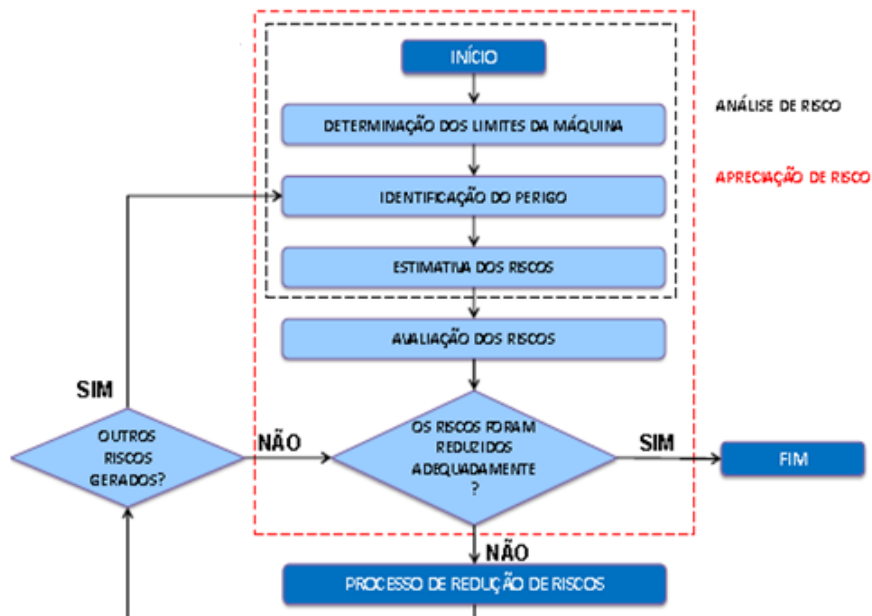 INÍCIO
DETERMINAÇÃO DOS LIMITES DA MÁQUINA
ANÁLISE DE RISCO
APRECIAÇÃO DE RISCO
IDENTIFICAÇÃO DO PERIGO
ESTIMATIVA DOS RISCOS
AVALIAÇÃO DOS RISCOS
SIM
OUTROS
RISCOS
GERADOS?
NÃO
OS RISCOS FORAM
REDUZIDOS
ADEQUADAMENTE
?
SIM
FIM
NÃO
PROCESSO DE REDUÇÃO DE RISCOS